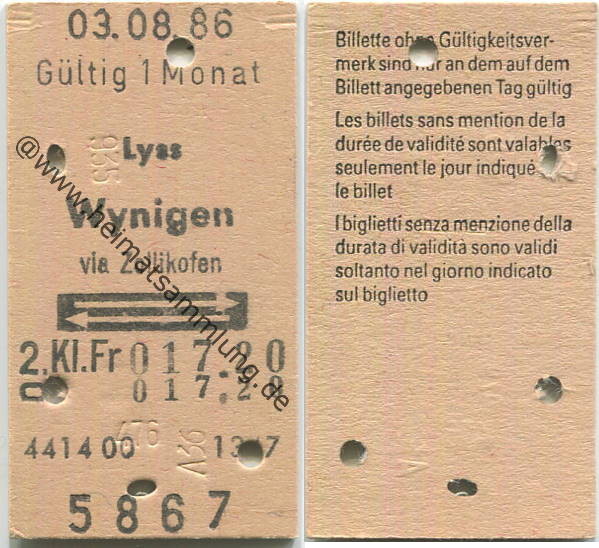 03.08.86
Gültig 1 Monat
Lyss
Wynigen
via Zollikofen
2.Kl.Fr 017.20
017:20
441400
476
A56
5867
@www.heimatsammlung.de
Billette ohne Gültigkeitsver-
merk sind nur an dem auf dem
Billett angegebenen Tag gültig
Les billets sans mention de la
durée de validité sont valables
seulement le jour indiqué
le billet
I biglietti senza menzione della
durata di validità sono validi
soltanto nel giorno indicato
sul biglietto